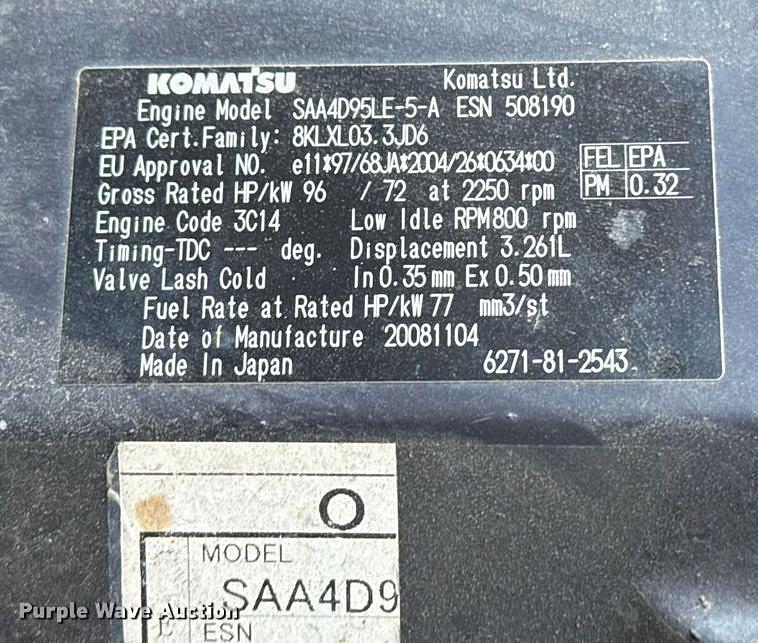 KOMATSU Komatsu Ltd.
Engine Model SAA4D95LE-5-A ESN 508190
EPA Cert.Family: 8KLXL03.3JD6
EU Approval NO. e11*97/68JA*2004/26*0634*00 FEL EPA
Gross Rated HP/kW 96 / 72 at 2250 rpm PM 0.32
Engine Code 3C14 Low Idle RPM 800 rpm
Timing-TDC --- deg. Displacement 3.261L
Valve Lash Cold In 0.35 mm Ex 0.50 mm
Fuel Rate at Rated HP/kW 77 mm3/st
Date of Manufacture 20081104
Made In Japan 6271-81-2543
O
MODEL
SAA4D9
Purple Wave Auction
ESN